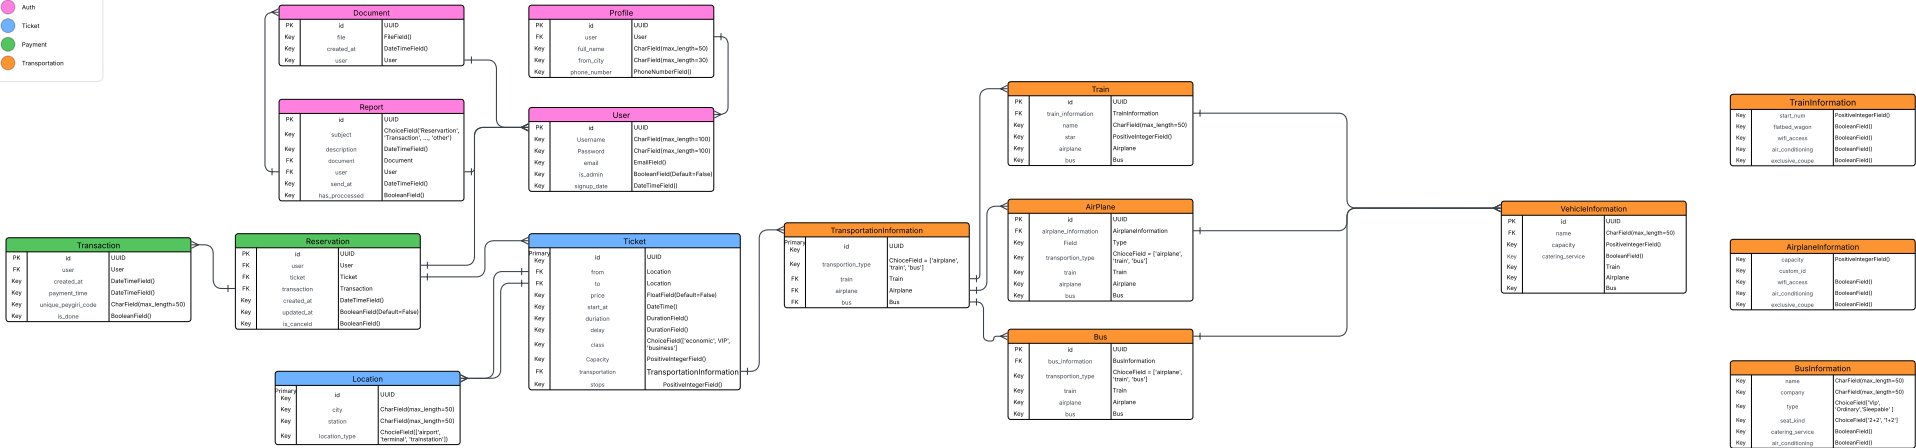 Auth
Ticket
Payment
Transportation
Document
PK id UUID
Key file FileField()
Key created_at DateTimeField()
Key user User
Profile
PK id UUID
FK user User
Key full_name CharField(max_length=50)
Key from_city CharField(max_length=30)
Key phone_number PhoneNumberField()
Report
PK id UUID
Key subject ChoiceField('Reservartion',
'Transaction', ..., 'other')
Key description DateTimeField()
FK document Document
FK user User
Key send_at DateTimeField()
Key has_proccessed BooleanField()
User
PK id UUID
Key Username CharField(max_length=100)
Key Password CharField(max_length=100)
Key email EmailField()
Key is_admin BooleanField(Default=False)
Key signup_date DateTimeField()
Transaction
PK id UUID
FK user User
Key created_at DateTimeField()
Key payment_time DateTimeField()
Key unique_peygiri_code CharField(max_length=50)
Key is_done BooleanField()
Reservation
PK id UUID
FK user User
FK ticket Ticket
FK transaction Transaction
Key created_at DateTimeField()
Key updated_at BooleanField(Default=False)
Key is_canceld BooleanField()
Location
Primary
Key id UUID
Key city CharField(max_length=50)
Key station CharField(max_length=50)
Key location_type ChocieField(['airport',
'terminal', 'trainstation'])
Ticket
Primary
Key id UUID
FK from Location
FK to Location
Key price FloatField(Default=False)
Key start_at DateTime()
Key duriation DurationField()
Key delay DurationField()
Key class ChoiceField(['economic', VIP',
'business']
Key Capacity PositiveIntegerField()
FK transportation TransportationInformation
Key stops PositiveIntegerField()
TransportationInformation
Primary
Key id UUID
Key transportion_type ChioceField = ['airplane',
'train', 'bus']
FK train Train
FK airplane Airplane
FK bus Bus
Train
PK id UUID
FK train_information TrainInformation
Key name CharField(max_length=50)
Key star PositiveIntegerField()
Key airplane Airplane
Key bus Bus
AirPlane
PK id UUID
FK airplane_information AirplaneInformation
Key Field Type
Key transportion_type ChioceField = ['airplane',
'train', 'bus']
Key train Train
Key airplane Airplane
Key bus Bus
Bus
PK id UUID
FK bus_information BusInformation
Key transportion_type ChioceField = ['airplane',
'train', 'bus']
Key train Train
Key airplane Airplane
Key bus Bus
VehicleInformation
PK id UUID
FK name CharField(max_length=50)
Key capacity PositiveIntegerField()
Key catering_service BooleanField()
Key Train
Key Airplane
Key Bus
TrainInformation
Key start_num PositiveIntegerField()
Key flatbed_wagon BooleanField()
Key wifi_access BooleanField()
Key air_conditioning BooleanField()
Key exclusive_coupe BooleanField()
AirplaneInformation
Key capacity PositiveIntegerField()
Key custom_id
Key wifi_access BooleanField()
Key air_conditioning BooleanField()
Key exclusive_coupe BooleanField()
BusInformation
Key name CharField(max_length=50)
Key company CharField(max_length=50)
Key type ChoiceField['Vip',
'Ordinary','Sleepable' ]
Key seat_kind ChoiceField['2+2', '1+2']
Key catering_service BooleanField()
Key air_conditioning BooleanField()